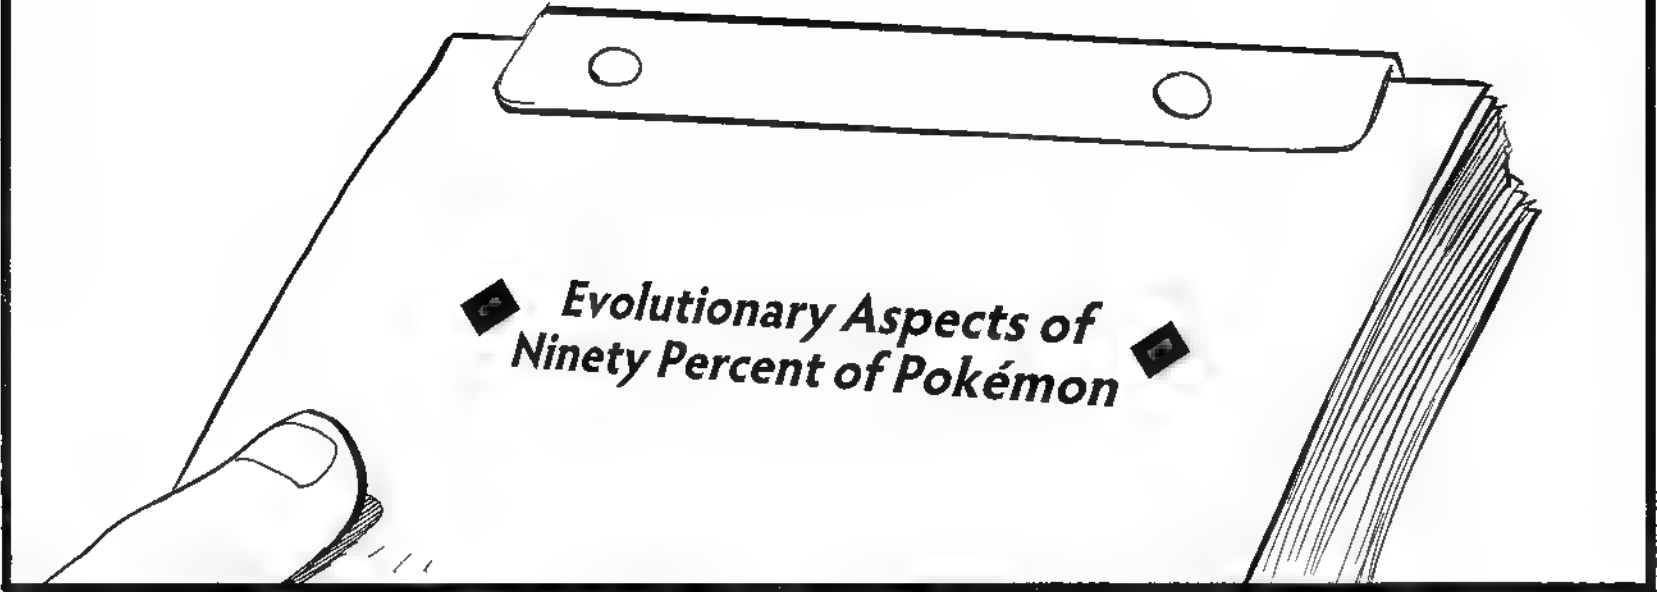 Evolutionary Aspects of
Ninety Percent of Pokémon